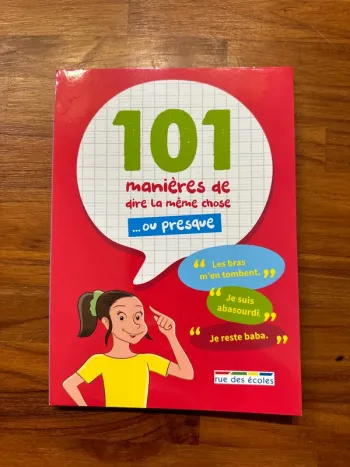 101
manières de
dire la même chose
...ou presque
“ Les bras
m'en tombent. ”
“ Je suis
abasourdi. ”
“ Je reste baba. ”
rue des écoles